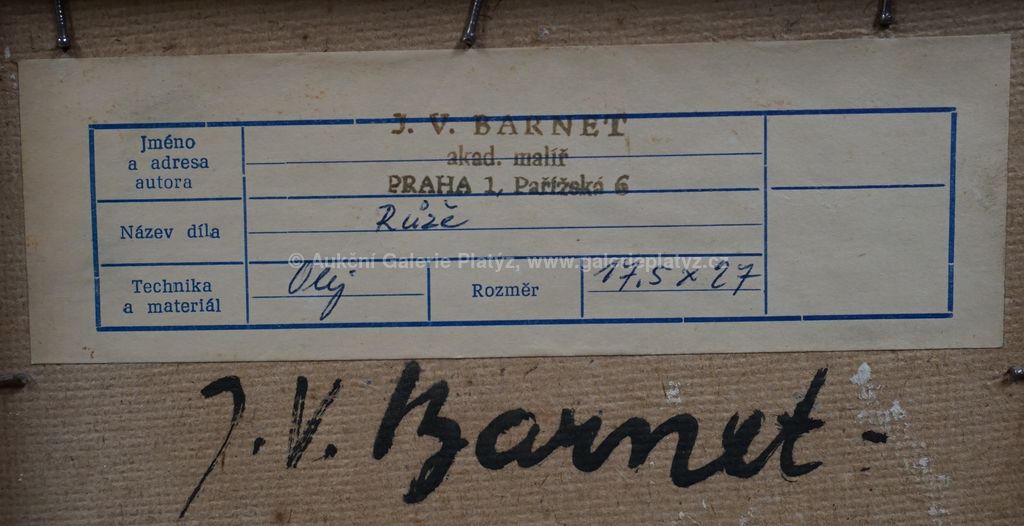 J. V. BARNET
akad. malíř
PRAHA 1, Pařížská 6
Jméno
a adresa
autora
Název díla
Růže
© Aukční Galerie Platýz, www.galerieplatyz.cz
Technika
a materiál
Olej
Rozměr
17,5 x 27
J. V. Barnet -